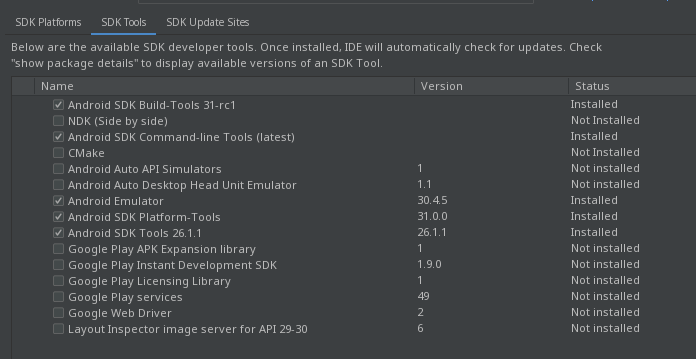 SDK Platforms SDK Tools SDK Update Sites
Below are the available SDK developer tools. Once installed, IDE will automatically check for updates. Check
"show package details" to display available versions of an SDK Tool.
Name Version Status
Android SDK Build-Tools 31-rc1 Installed
NDK (Side by side) Not Installed
Android SDK Command-line Tools (latest) Installed
CMake Not Installed
Android Auto API Simulators 1 Not installed
Android Auto Desktop Head Unit Emulator 1.1 Not installed
Android Emulator 30.4.5 Installed
Android SDK Platform-Tools 31.0.0 Installed
Android SDK Tools 26.1.1 26.1.1 Installed
Google Play APK Expansion library 1 Not installed
Google Play Instant Development SDK 1.9.0 Not installed
Google Play Licensing Library 1 Not installed
Google Play services 49 Not installed
Google Web Driver 2 Not installed
Layout Inspector image server for API 29-30 6 Not installed